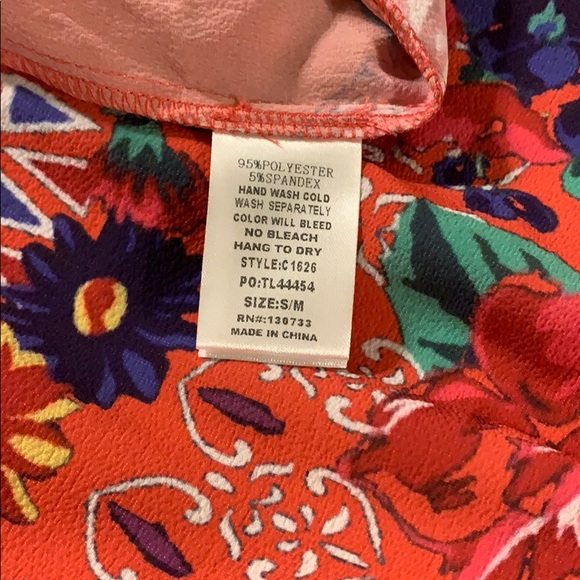 95%POLYESTER
5%SPANDEX
HAND WASH COLD
WASH SEPARATELY
COLOR WILL BLEED
NO BLEACH
HANG TO DRY
STYLE:C1626
PO:TL44454
SIZE:S/M
RN#:130733
MADE IN CHINA